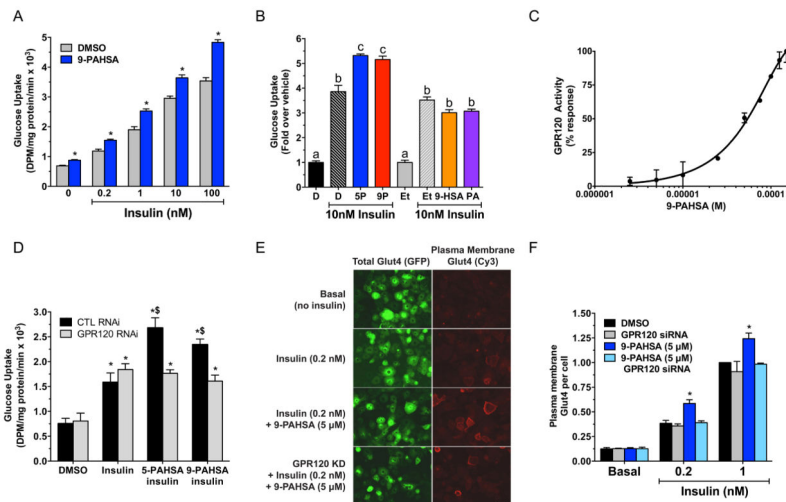 A
Glucose Uptake
(DPM/mg protein/min x 10³)
5
4
3
2
1
0
DMSO
9-PAHSA
*
*
*
*
*
0
0.2
1
10
100
Insulin (nM)
B
Glucose Uptake
(Fold over vehicle)
6
5
4
3
2
1
0
a
b
c
c
a
b
b
b
D
D
5P
9P
Et
Et
9-HSA
PA
10nM Insulin
10nM Insulin
C
GPR120 Activity
(% response)
100
80
60
40
20
0
0.000001
0.00001
0.0001
9-PAHSA (M)
D
Glucose Uptake
(DPM/mg protein/min x 10³)
3.0
2.5
2.0
1.5
1.0
0.5
0.0
CTL RNAi
GPR120 RNAi
*
*
*$
*
*$
*
DMSO
Insulin
5-PAHSA
insulin
9-PAHSA
insulin
E
Total Glut4 (GFP)
Plasma Membrane
Glut4 (Cy3)
Basal
(no insulin)
Insulin (0.2 nM)
Insulin (0.2 nM)
+ 9-PAHSA (5 µM)
GPR120 KD
+ Insulin (0.2 nM)
+ 9-PAHSA (5 µM)
F
Plasma membrane
Glut4 per cell
1.50
1.25
1.00
0.75
0.50
0.25
0.00
DMSO
GPR120 siRNA
9-PAHSA (5 µM)
9-PAHSA (5 µM)
GPR120 siRNA
*
*
Basal
0.2
1
Insulin (nM)